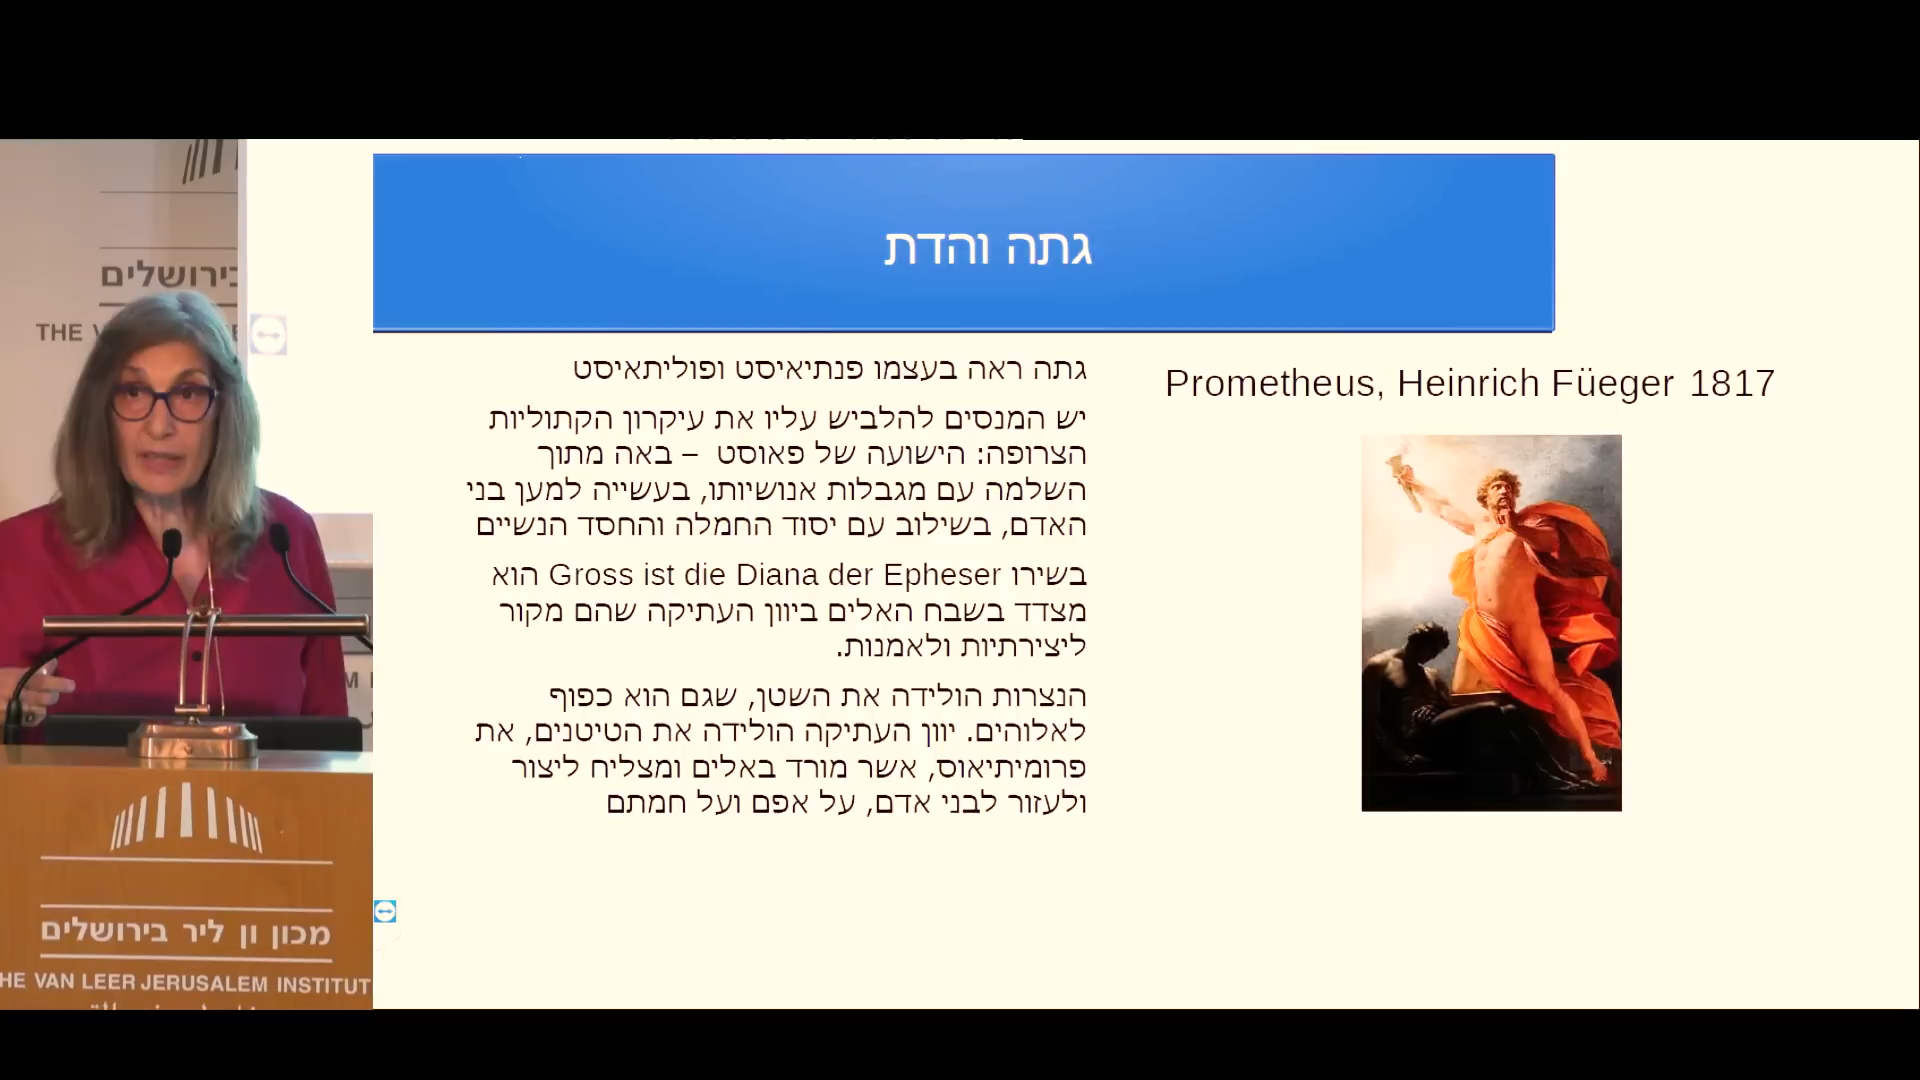 גתה והדת
גתה ראה בעצמו פנתיאיסט ופוליתאיסט
יש המנסים להלביש עליו את עיקרון הקתוליות
הצרופה: הישועה של פאוסט – באה מתוך
השלמה עם מגבלות אנושיותו, בעשייה למען בני
האדם, בשילוב עם יסוד החמלה והחסד הנשיים
בשירו Gross ist die Diana der Epheser הוא
מצדד בשבח האלים ביוון העתיקה שהם מקור
ליצירתיות ולאמנות.
הנצרות הולידה את השטן, שגם הוא כפוף
לאלוהים. יוון העתיקה הולידה את הטיטנים, את
פרומיתיאוס, אשר מורד באלים ומצליח ליצור
ולעזור לבני אדם, על אפם ועל חמתם
Prometheus, Heinrich Füeger 1817
בירושלים
THE V
מכון ון ליר בירושלים
HE VAN LEER JERUSALEM INSTITUT